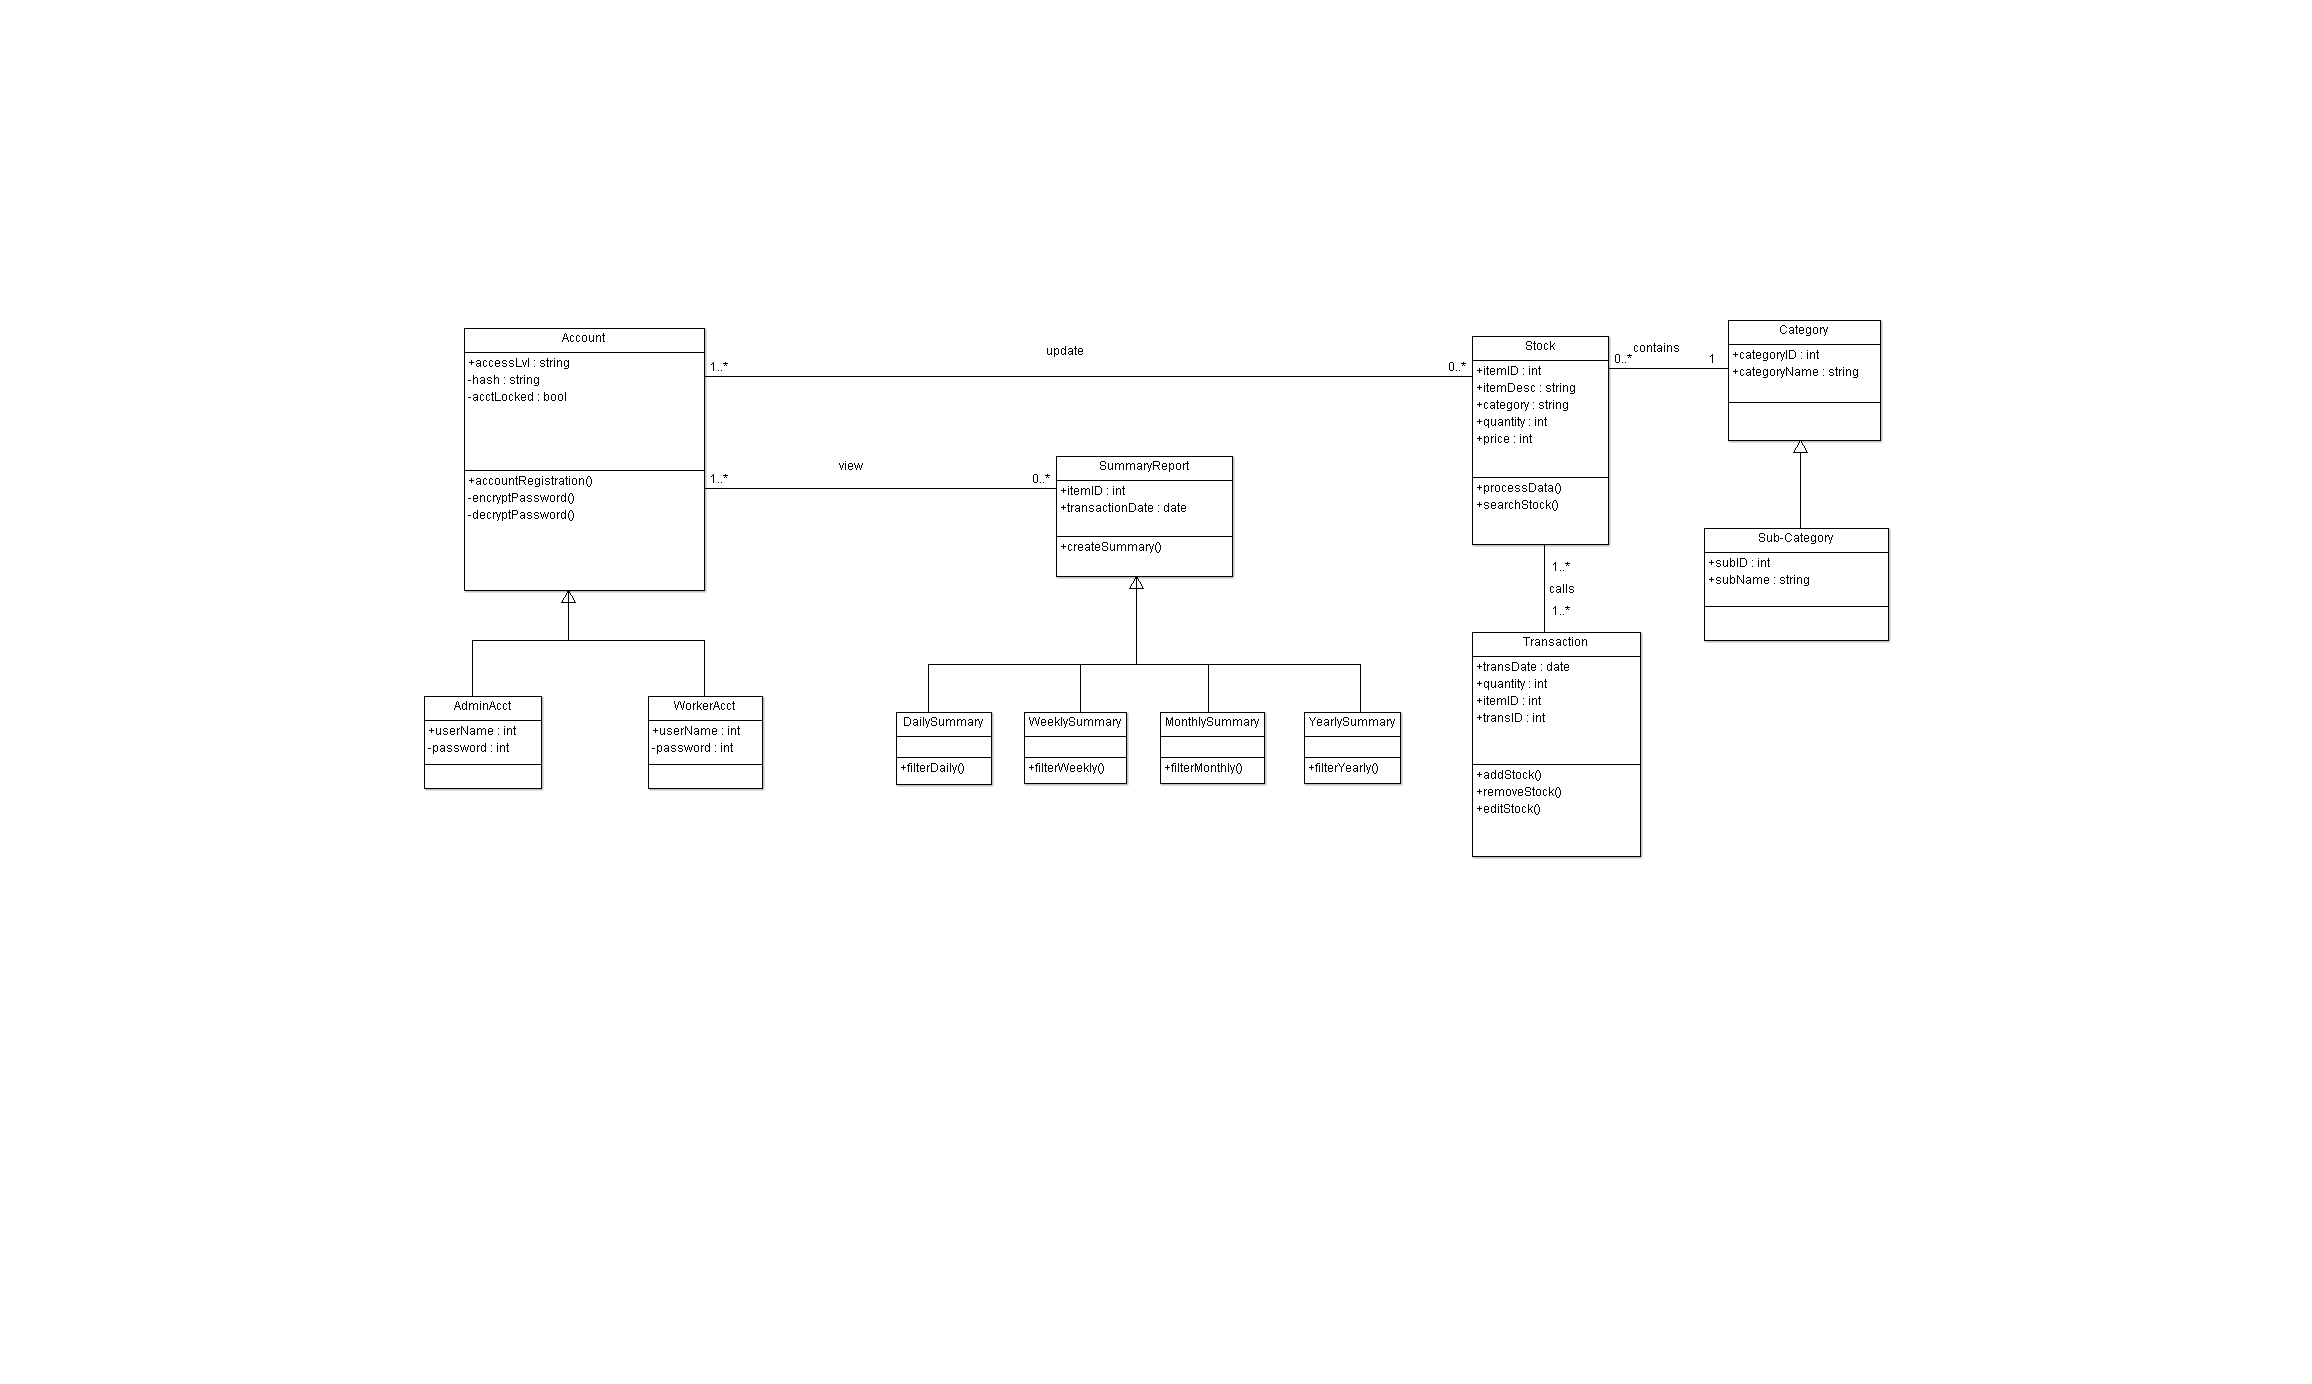 Account
+accessLvl : string
-hash : string
-acctLocked : bool
+accountRegistration()
-encryptPassword()
-decryptPassword()
update
1..*
0..*
view
1..*
0..*
SummaryReport
+itemID : int
+transactionDate : date
+createSummary()
Stock
+itemID : int
+itemDesc : string
+category : string
+quantity : int
+price : int
+processData()
+searchStock()
contains
0..*
1
Category
+categoryID : int
+categoryName : string
Sub-Category
+subID : int
+subName : string
1..*
calls
1..*
Transaction
+transDate : date
+quantity : int
+itemID : int
+transID : int
+addStock()
+removeStock()
+editStock()
AdminAcct
+userName : int
-password : int
WorkerAcct
+userName : int
-password : int
DailySummary
+filterDaily()
WeeklySummary
+filterWeekly()
MonthlySummary
+filterMonthly()
YearlySummary
+filterYearly()